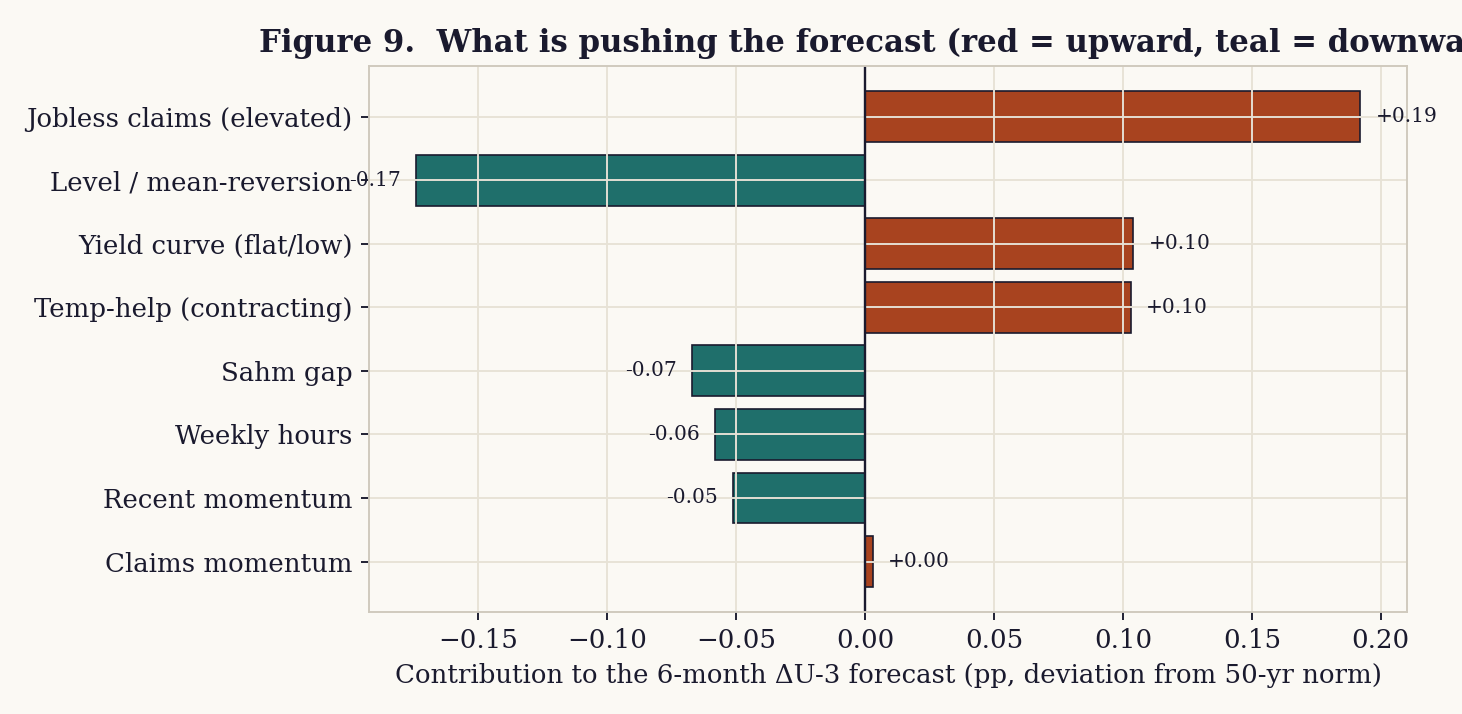 Figure 9.  What is pushing the forecast (red = upward, teal = downwa
Jobless claims (elevated)
+0.19
Level / mean-reversion
-0.17
Yield curve (flat/low)
+0.10
Temp-help (contracting)
+0.10
Sahm gap
-0.07
Weekly hours
-0.06
Recent momentum
-0.05
Claims momentum
+0.00
−0.15 −0.10 −0.05 0.00 0.05 0.10 0.15 0.20
Contribution to the 6-month ΔU-3 forecast (pp, deviation from 50-yr norm)